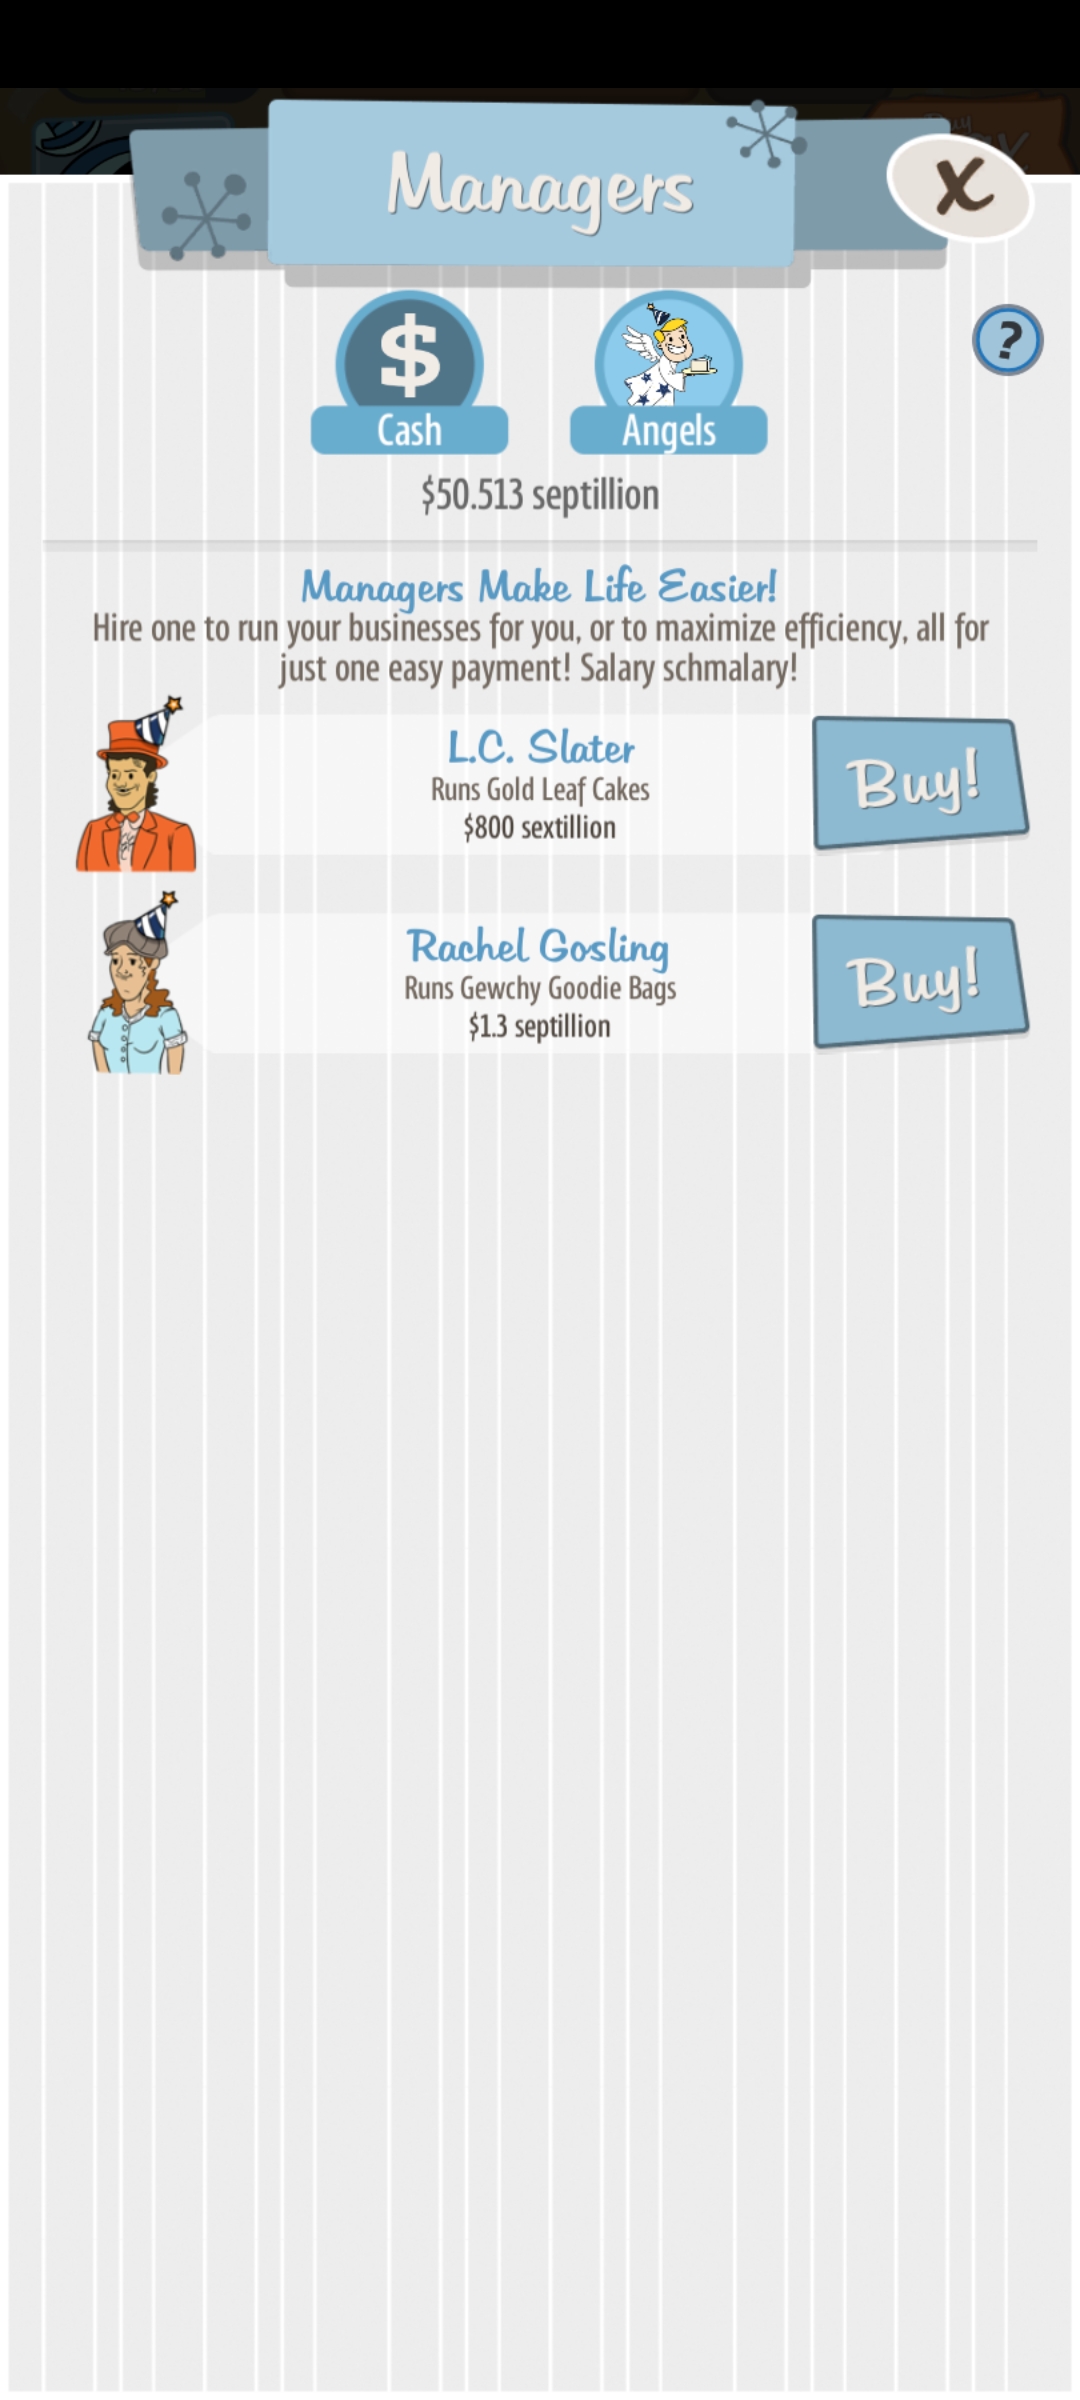 Managers
X
$
?
Cash
Angels
$50.513 septillion
Managers Make Life Easier!
Hire one to run your businesses for you, or to maximize efficiency, all for
just one easy payment! Salary schmalary!
L.C. Slater
Runs Gold Leaf Cakes
$800 sextillion
Buy!
Rachel Gosling
Runs Gewchy Goodie Bags
$1.3 septillion
Buy!